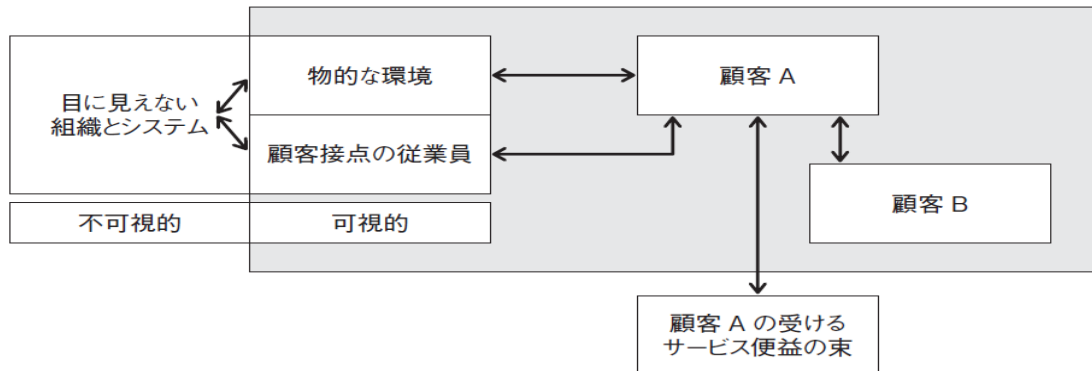 物的な環境
顧客 A
目に見えない
組織とシステム
顧客接点の従業員
顧客 B
不可視的
可視的
顧客 A の受ける
サービス便益の束